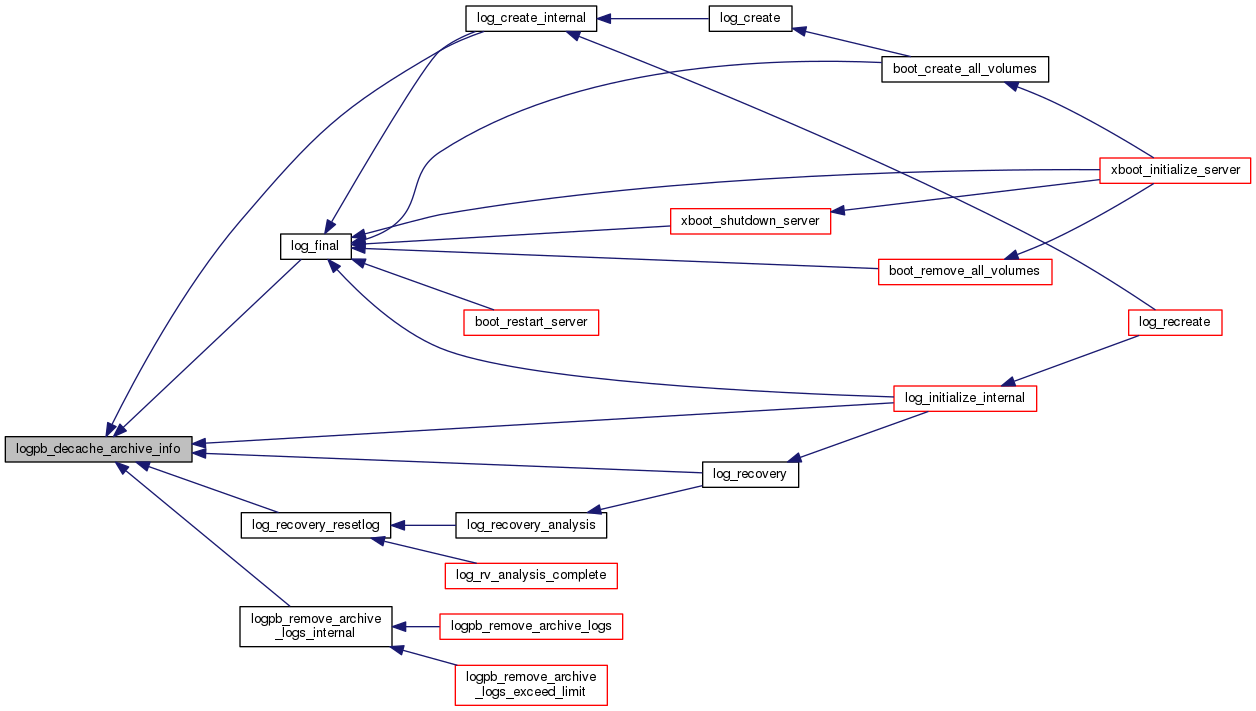 log_create_internal
log_create
boot_create_all_volumes
xboot_initialize_server
xboot_shutdown_server
log_final
boot_remove_all_volumes
boot_restart_server
log_recreate
log_initialize_internal
logpb_decache_archive_info
log_recovery
log_recovery_resetlog
log_recovery_analysis
log_rv_analysis_complete
logpb_remove_archive
_logs_internal
logpb_remove_archive_logs
logpb_remove_archive
_logs_exceed_limit